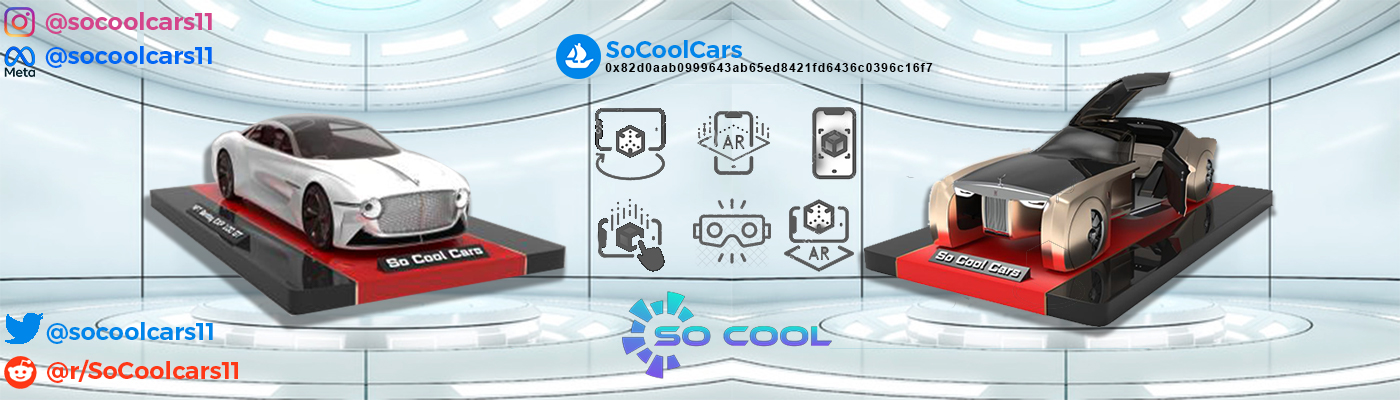 @socoolcars11
@socoolcars11
Meta
SoCoolCars
0x82d0aab0999643ab65ed8421fd6436c0396c16f7
AR
AR
So Cool Cars
So Cool Cars
SO COOL
@socoolcars11
@r/SoCoolcars11